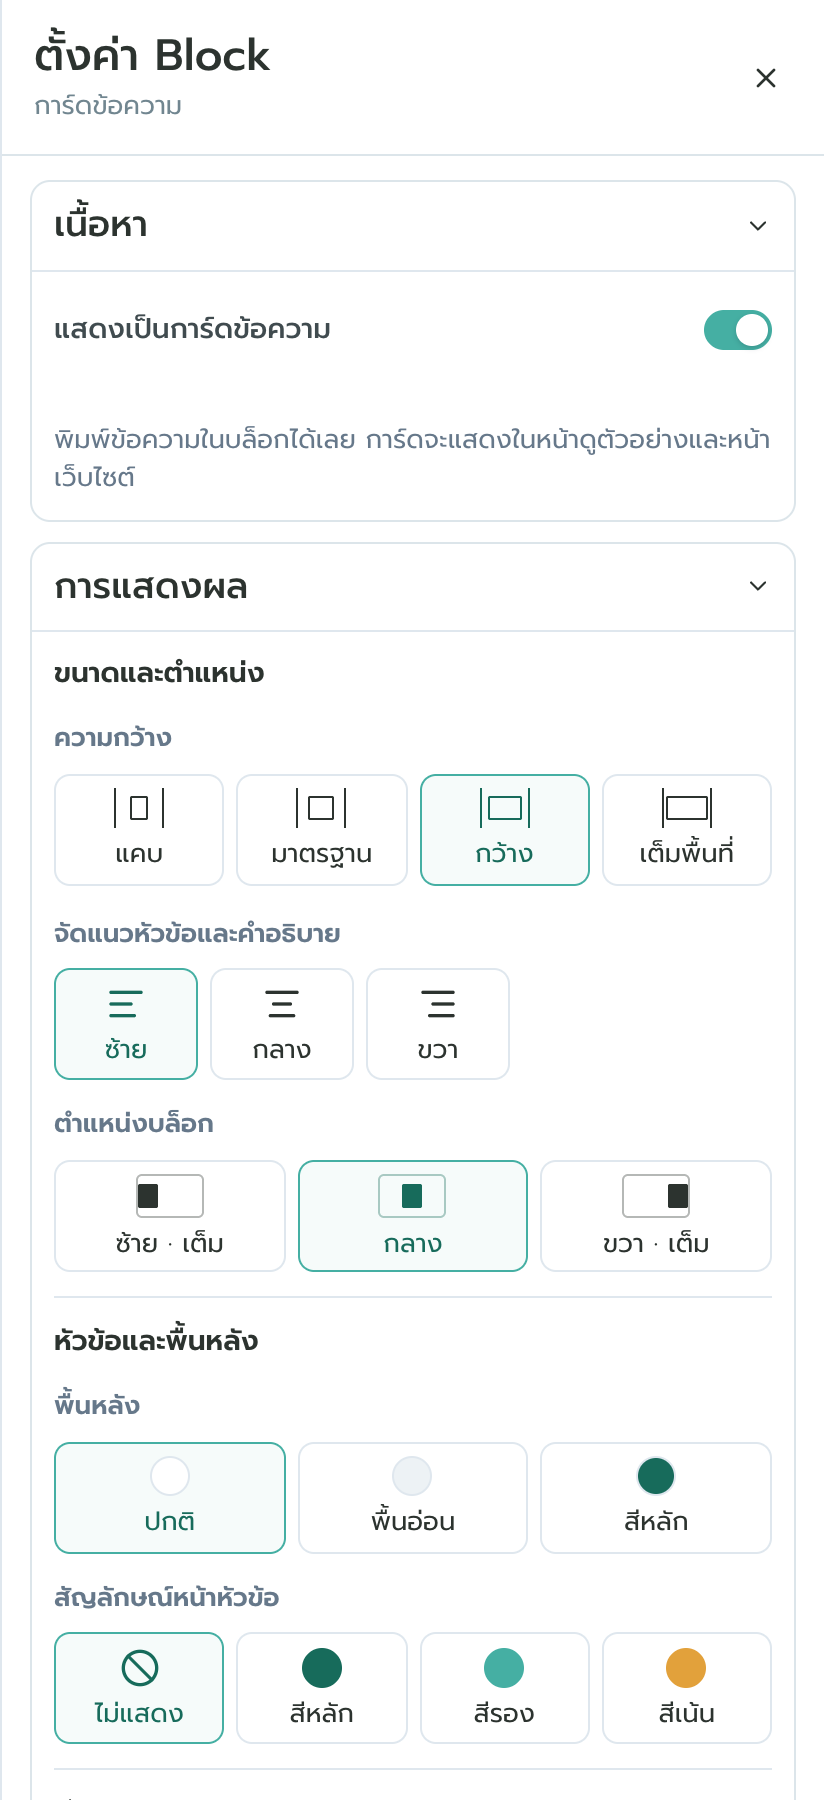 ตั้งค่า Block
การ์ดข้อความ
เนื้อหา
แสดงเป็นการ์ดข้อความ
พิมพ์ข้อความในบล็อกได้เลย การ์ดจะแสดงในหน้าดูตัวอย่างและหน้า
เว็บไซต์
การแสดงผล
ขนาดและตำแหน่ง
ความกว้าง
แคบ
มาตรฐาน
กว้าง
เต็มพื้นที่
จัดแนวหัวข้อและคำอธิบาย
ซ้าย
กลาง
ขวา
ตำแหน่งบล็อก
ซ้าย · เต็ม
กลาง
ขวา · เต็ม
หัวข้อและพื้นหลัง
พื้นหลัง
ปกติ
พื้นอ่อน
สีหลัก
สัญลักษณ์หน้าหัวข้อ
ไม่แสดง
สีหลัก
สีรอง
สีเน้น